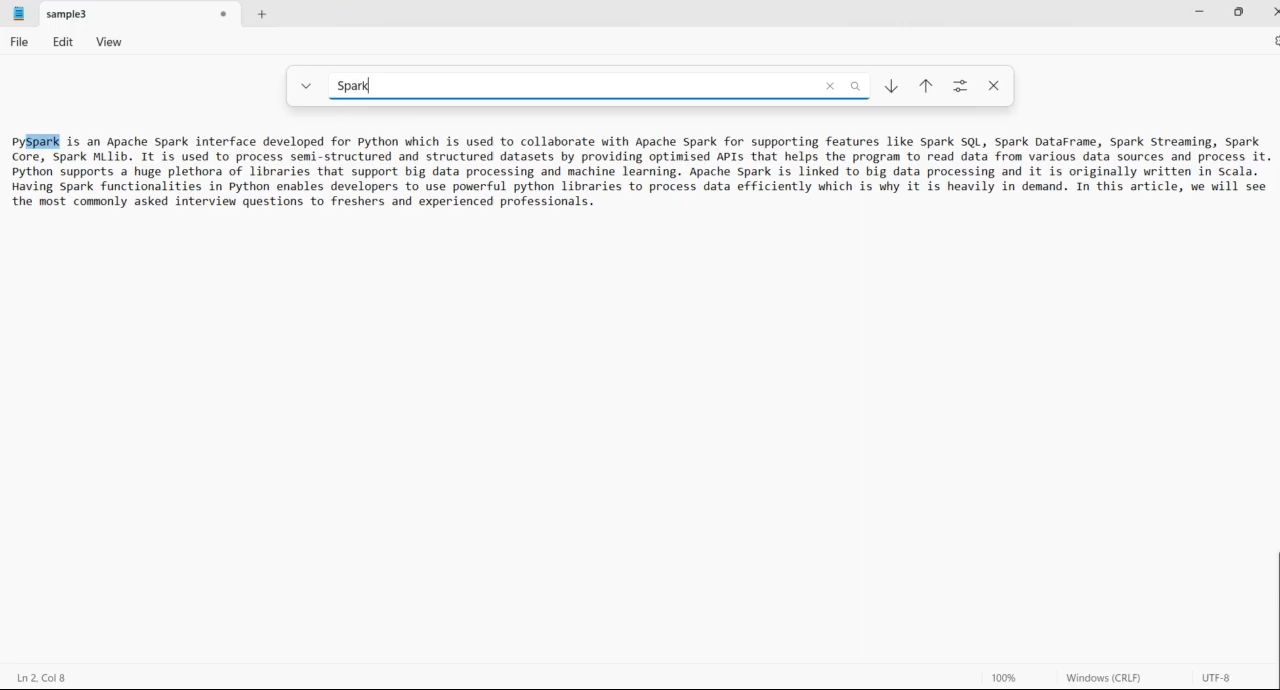 sample3
File Edit View
Spark
PySpark is an Apache Spark interface developed for Python which is used to collaborate with Apache Spark for supporting features like Spark SQL, Spark DataFrame, Spark Streaming, Spark
Core, Spark MLlib. It is used to process semi-structured and structured datasets by providing optimised APIs that helps the program to read data from various data sources and process it.
Python supports a huge plethora of libraries that support big data processing and machine learning. Apache Spark is linked to big data processing and it is originally written in Scala.
Having Spark functionalities in Python enables developers to use powerful python libraries to process data efficiently which is why it is heavily in demand. In this article, we will see
the most commonly asked interview questions to freshers and experienced professionals.
Ln 2, Col 8 100% Windows (CRLF) UTF-8